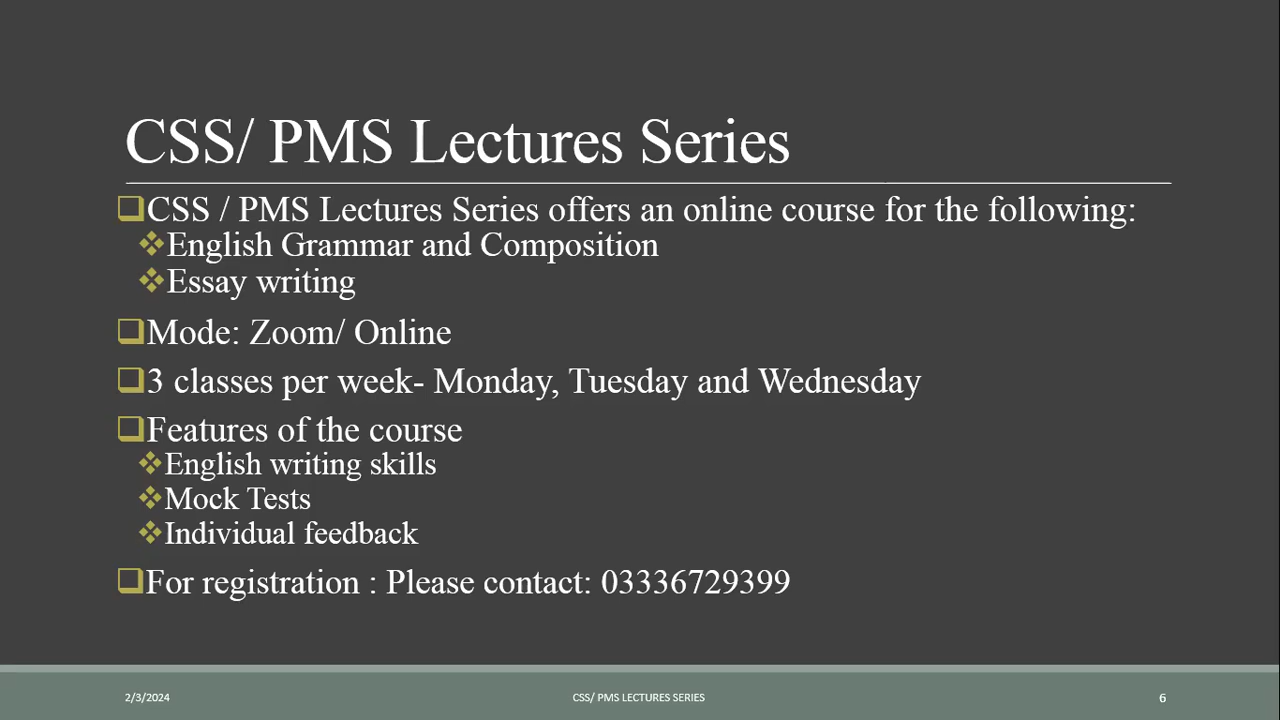 CSS/ PMS Lectures Series
CSS / PMS Lectures Series offers an online course for the following:
English Grammar and Composition
Essay writing
Mode: Zoom/ Online
3 classes per week- Monday, Tuesday and Wednesday
Features of the course
English writing skills
Mock Tests
Individual feedback
For registration : Please contact: 03336729399
2/3/2024
CSS/ PMS LECTURES SERIES
6